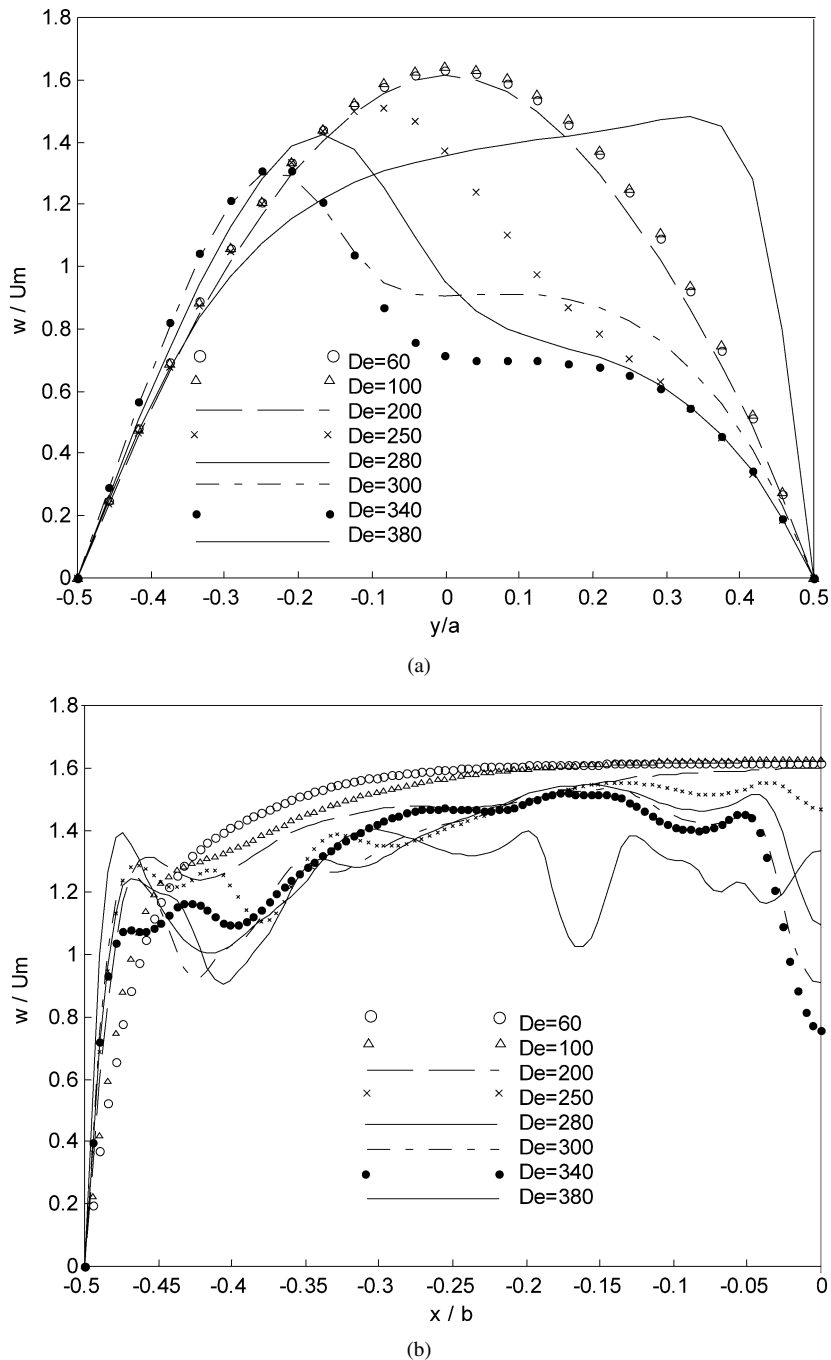 1.8
1.6
1.4
1.2
1
0.8
0.6
0.4
0.2
0
w / Um
De=60
De=100
De=200
De=250
De=280
De=300
De=340
De=380
-0.5 -0.4 -0.3 -0.2 -0.1 0 0.1 0.2 0.3 0.4 0.5
y/a
(a)
1.8
1.6
1.4
1.2
1
0.8
0.6
0.4
0.2
0
w / Um
De=60
De=100
De=200
De=250
De=280
De=300
De=340
De=380
-0.5 -0.45 -0.4 -0.35 -0.3 -0.25 -0.2 -0.15 -0.1 -0.05 0
x / b
(b)